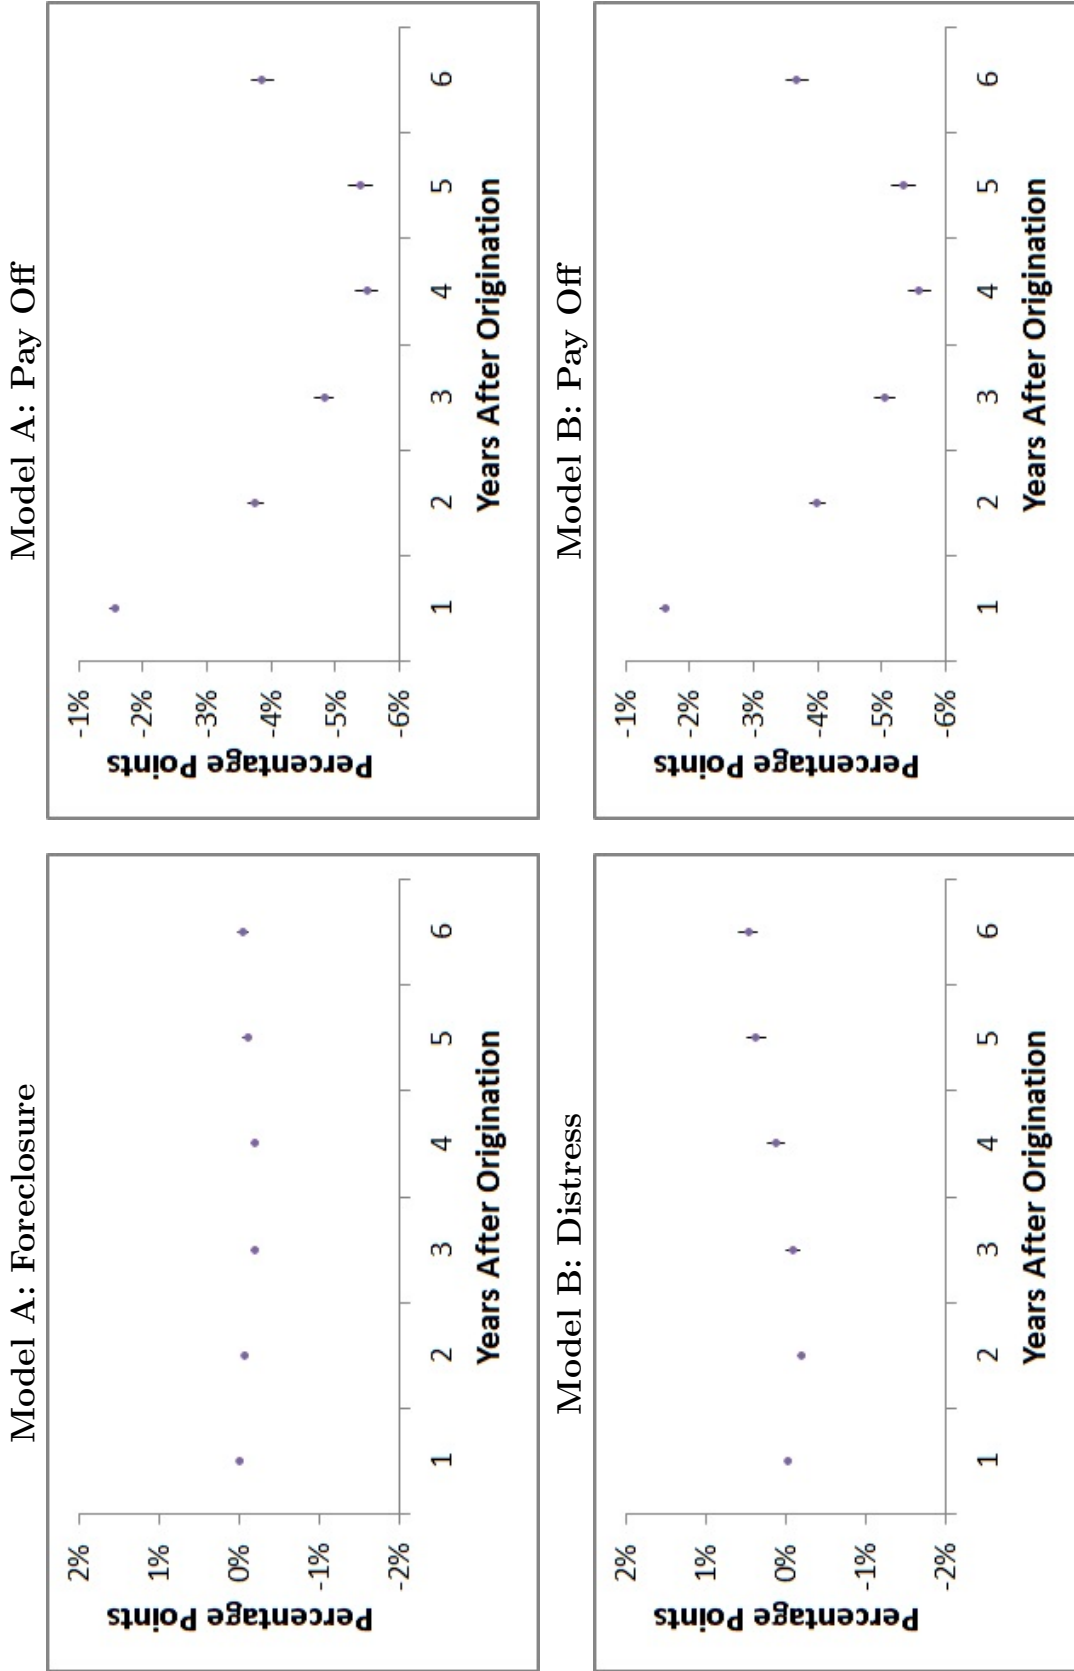 Model A: Foreclosure
2%
1%
0%
-1%
-2%
Percentage Points
1 2 3 4 5 6
Years After Origination
Model A: Pay Off
-1%
-2%
-3%
-4%
-5%
-6%
Percentage Points
1 2 3 4 5 6
Years After Origination
Model B: Distress
2%
1%
0%
-1%
-2%
Percentage Points
1 2 3 4 5 6
Years After Origination
Model B: Pay Off
-1%
-2%
-3%
-4%
-5%
-6%
Percentage Points
1 2 3 4 5 6
Years After Origination